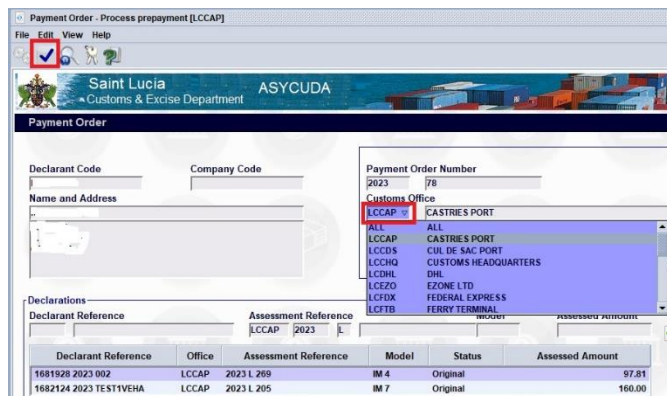 Payment Order - Process prepayment [LCCAP]
File Edit View Help
Saint Lucia
Customs & Excise Department
ASYCUDA
Payment Order
Declarant Code
Company Code
Payment Order Number
2023 78
Name and Address
Customs Office
LCCAP CASTRIES PORT
ALL ALL
LCCAP CASTRIES PORT
LCCDS CUL DE SAC PORT
LCCHQ CUSTOMS HEADQUARTERS
LCDHL DHL
LCEZO EZONE LTD
LCFDX FEDERAL EXPRESS
LCFTB FERRY TERMINAL
Declarations
Declarant Reference Assessment Reference Model Assessed Amount
LCCAP 2023 L
Declarant Reference Office Assessment Reference Model Status Assessed Amount
1681928 2023 002 LCCAP 2023 L 269 IM 4 Original 97.81
1682124 2023 TEST1VEHA LCCAP 2023 L 205 IM 7 Original 160.00